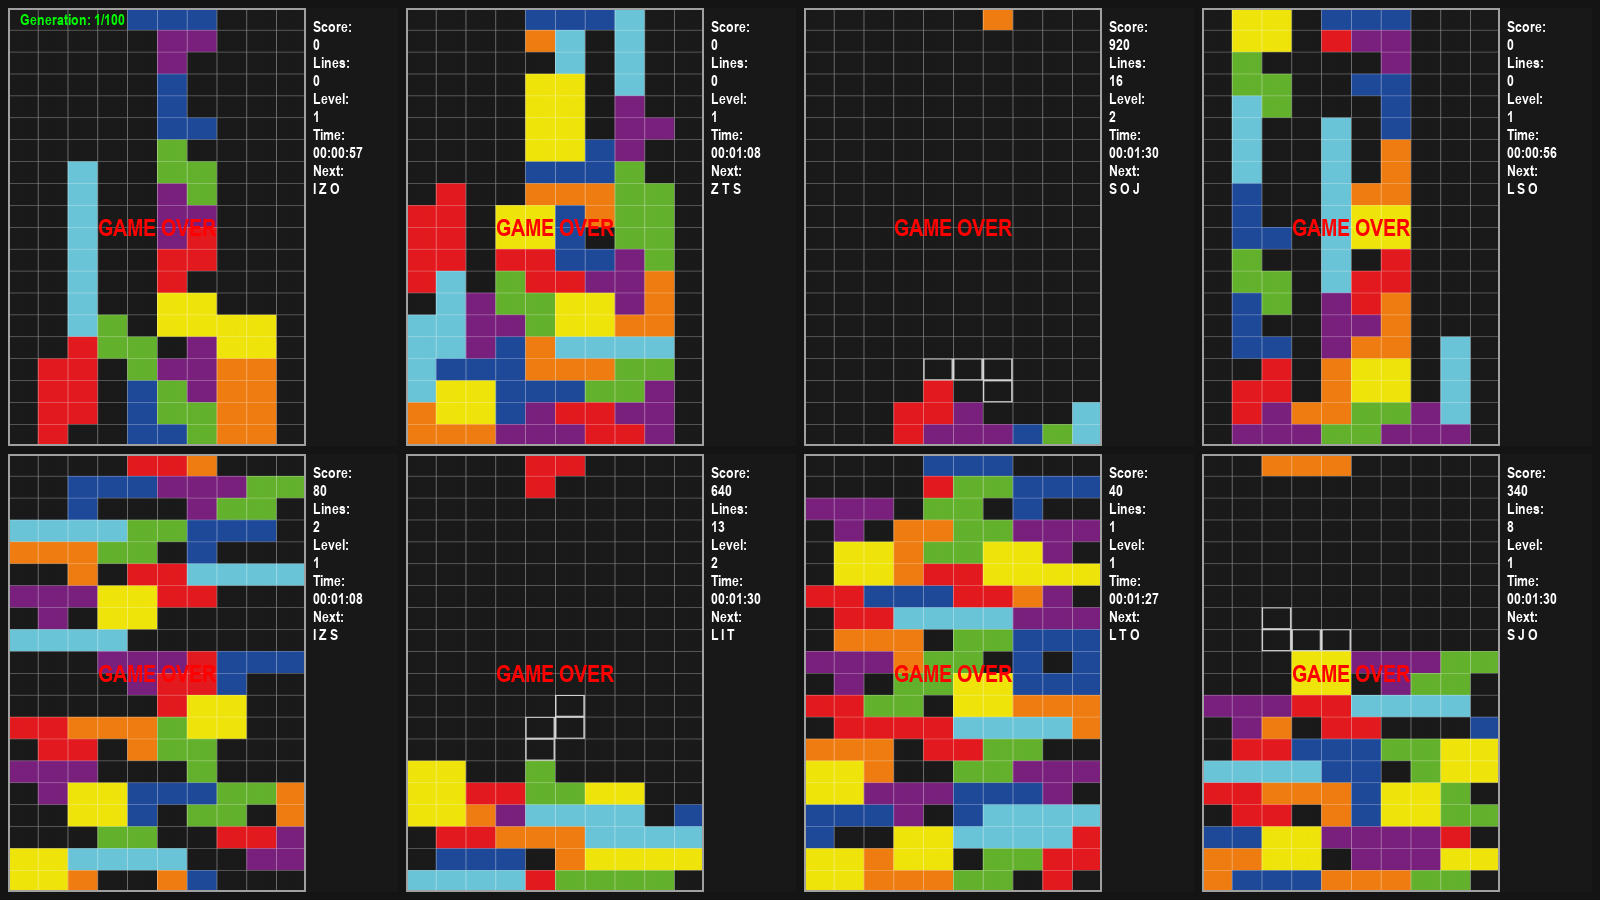 Generation: 1/100
Score:
0
Lines:
0
Level:
1
Time:
00:00:57
Next:
I Z O
GAME OVER
Score:
0
Lines:
0
Level:
1
Time:
00:01:08
Next:
Z T S
GAME OVER
Score:
920
Lines:
16
Level:
2
Time:
00:01:30
Next:
S O J
GAME OVER
Score:
0
Lines:
0
Level:
1
Time:
00:00:56
Next:
L S O
GAME OVER
Score:
80
Lines:
2
Level:
1
Time:
00:01:08
Next:
I Z S
GAME OVER
Score:
640
Lines:
13
Level:
2
Time:
00:01:30
Next:
L I T
GAME OVER
Score:
40
Lines:
1
Level:
1
Time:
00:01:27
Next:
L T O
GAME OVER
Score:
340
Lines:
8
Level:
1
Time:
00:01:30
Next:
S J O
GAME OVER